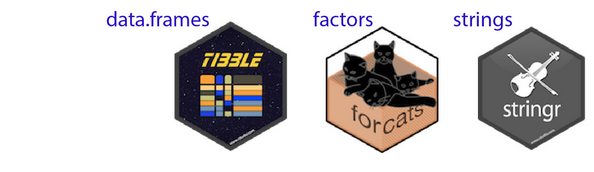 data.frames
factors
strings
TIBBLE
forcats
stringr